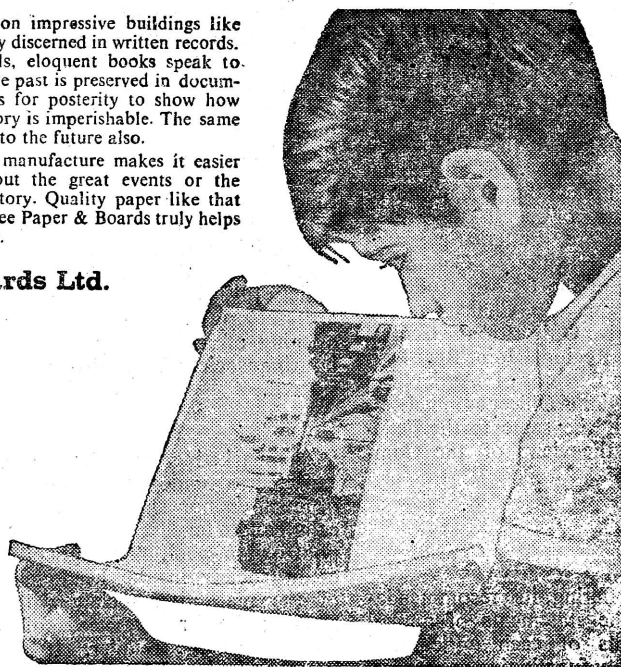 on impressive buildings like
y discerned in written records.
ls, eloquent books speak to
e past is preserved in docum-
s for posterity to show how
ory is imperishable. The same
to the future also.
manufacture makes it easier
out the great events or the
tory. Quality paper like that
ee Paper & Boards truly helps
.
rds Ltd.